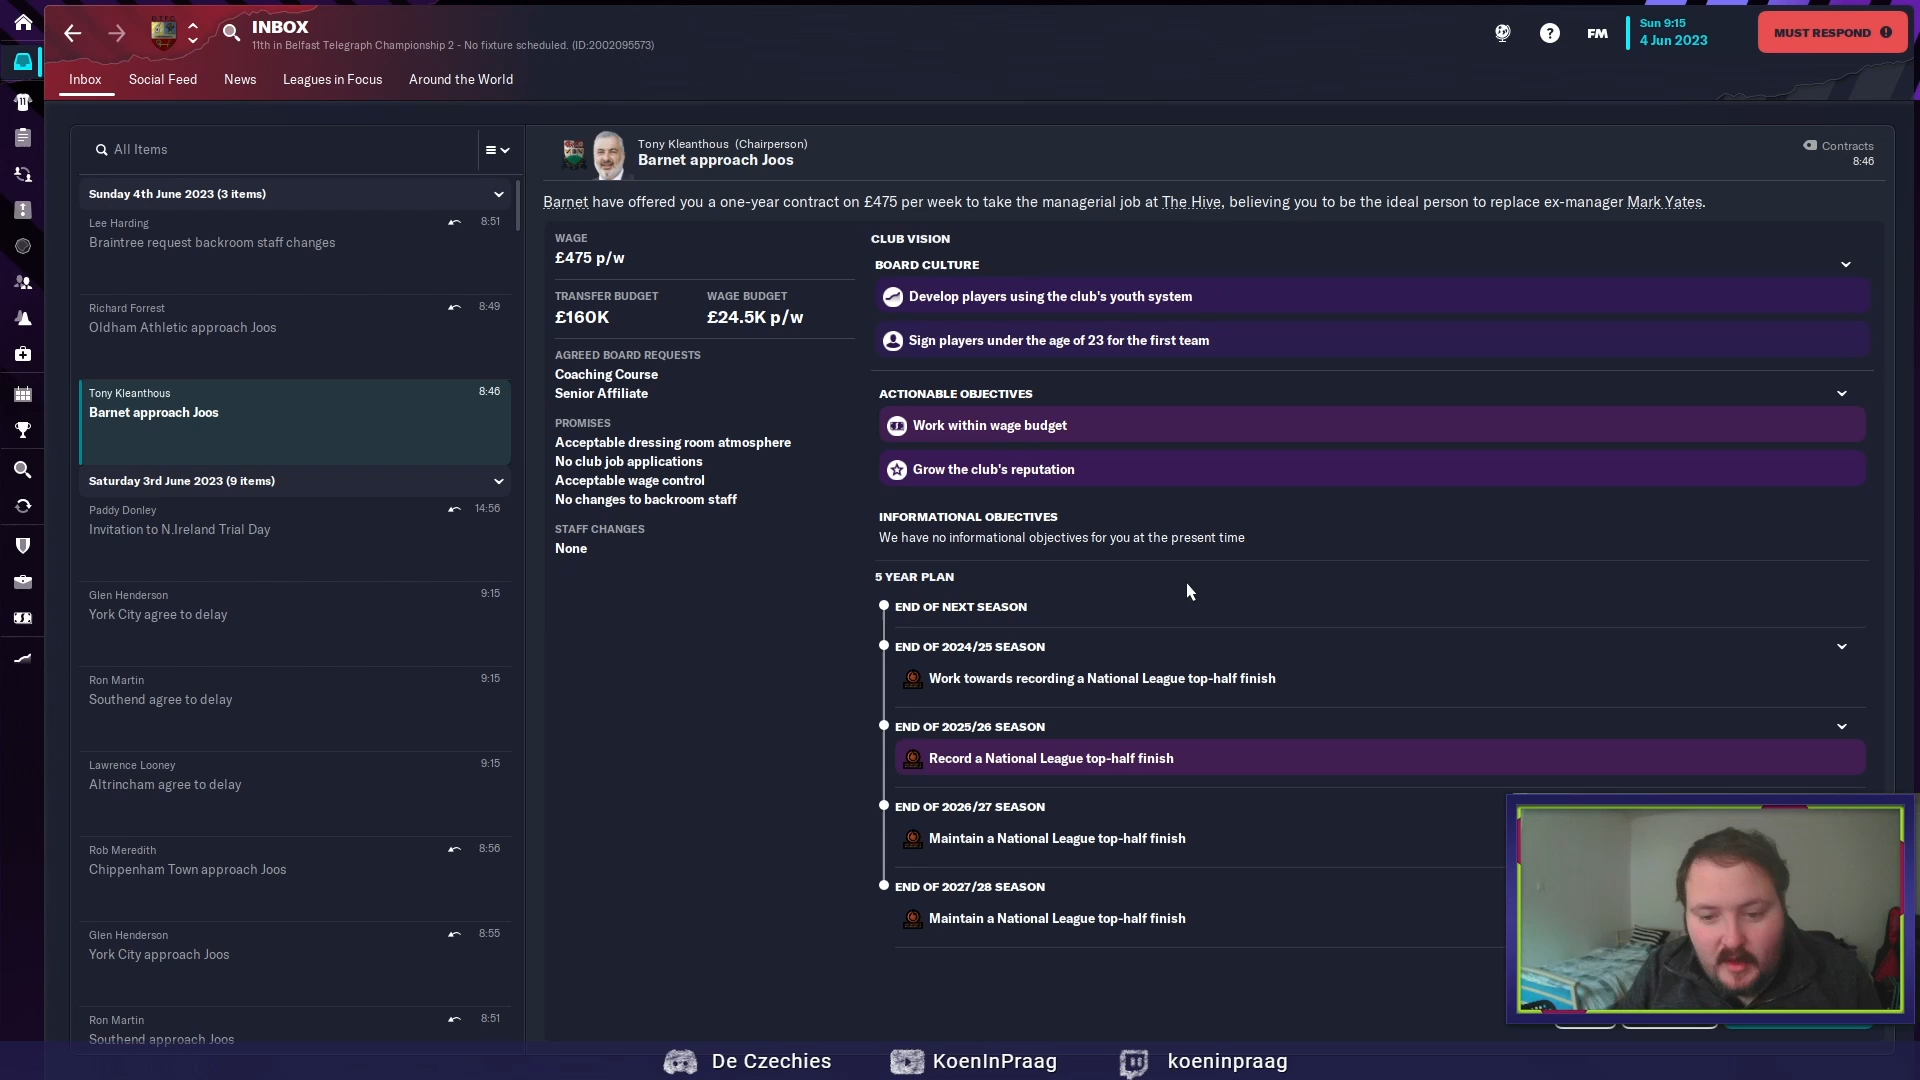 INBOX
11th in Belfast Telegraph Championship 2 - No fixture scheduled. (ID:2002095573)
FM
Sun 9:15
4 Jun 2023
MUST RESPOND
Inbox
Social Feed
News
Leagues in Focus
Around the World
All Items
Sunday 4th June 2023 (3 items)
Lee Harding
8:51
Braintree request backroom staff changes
Richard Forrest
8:49
Oldham Athletic approach Joos
Tony Kleanthous
8:46
Barnet approach Joos
Saturday 3rd June 2023 (9 items)
Paddy Donley
14:56
Invitation to N.Ireland Trial Day
Glen Henderson
9:15
York City agree to delay
Ron Martin
9:15
Southend agree to delay
Lawrence Looney
9:15
Altrincham agree to delay
Rob Meredith
8:56
Chippenham Town approach Joos
Glen Henderson
8:55
York City approach Joos
Ron Martin
8:51
Southend approach Joos
Tony Kleanthous (Chairperson)
Barnet approach Joos
Contracts
8:46
Barnet have offered you a one-year contract on £475 per week to take the managerial job at The Hive, believing you to be the ideal person to replace ex-manager Mark Yates.
WAGE
£475 p/w
TRANSFER BUDGET
£160K
WAGE BUDGET
£24.5K p/w
AGREED BOARD REQUESTS
Coaching Course
Senior Affiliate
PROMISES
Acceptable dressing room atmosphere
No club job applications
Acceptable wage control
No changes to backroom staff
STAFF CHANGES
None
CLUB VISION
BOARD CULTURE
Develop players using the club's youth system
Sign players under the age of 23 for the first team
ACTIONABLE OBJECTIVES
Work within wage budget
Grow the club's reputation
INFORMATIONAL OBJECTIVES
We have no informational objectives for you at the present time
5 YEAR PLAN
END OF NEXT SEASON
END OF 2024/25 SEASON
Work towards recording a National League top-half finish
END OF 2025/26 SEASON
Record a National League top-half finish
END OF 2026/27 SEASON
Maintain a National League top-half finish
END OF 2027/28 SEASON
Maintain a National League top-half finish
De Czechies
KoenInPraag
koeninpraag